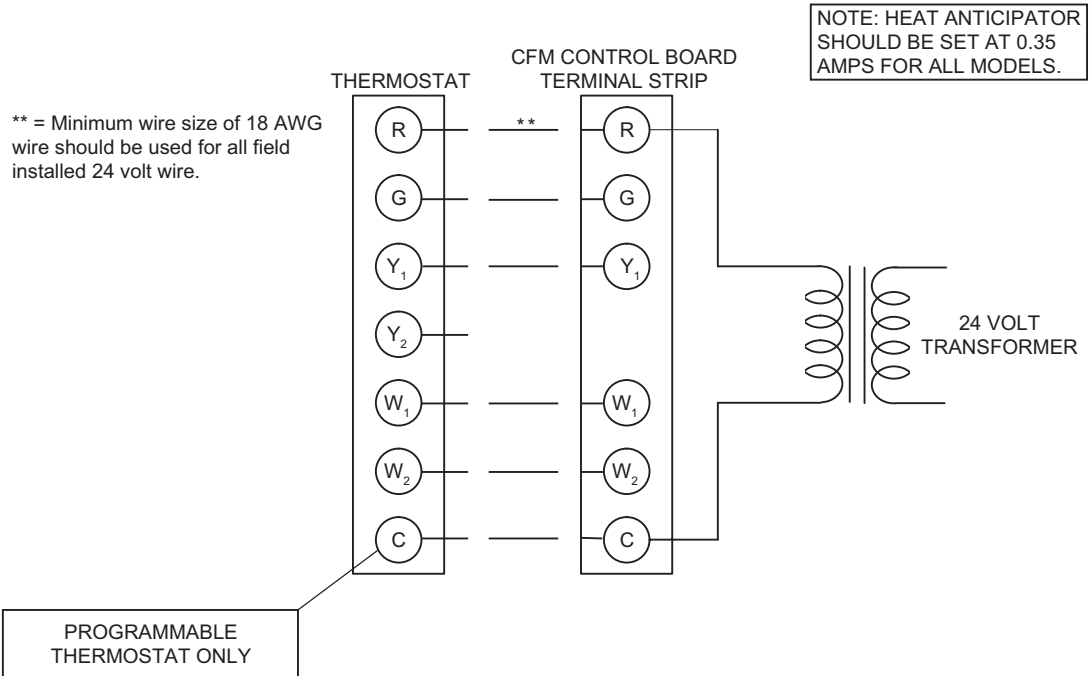 NOTE: HEAT ANTICIPATOR
SHOULD BE SET AT 0.35
AMPS FOR ALL MODELS.
CFM CONTROL BOARD
TERMINAL STRIP
THERMOSTAT
** = Minimum wire size of 18 AWG
wire should be used for all field
installed 24 volt wire.
R ** R
G G
Y₁ Y₁
Y₂
24 VOLT
TRANSFORMER
W₁ W₁
W₂ W₂
C C
PROGRAMMABLE
THERMOSTAT ONLY